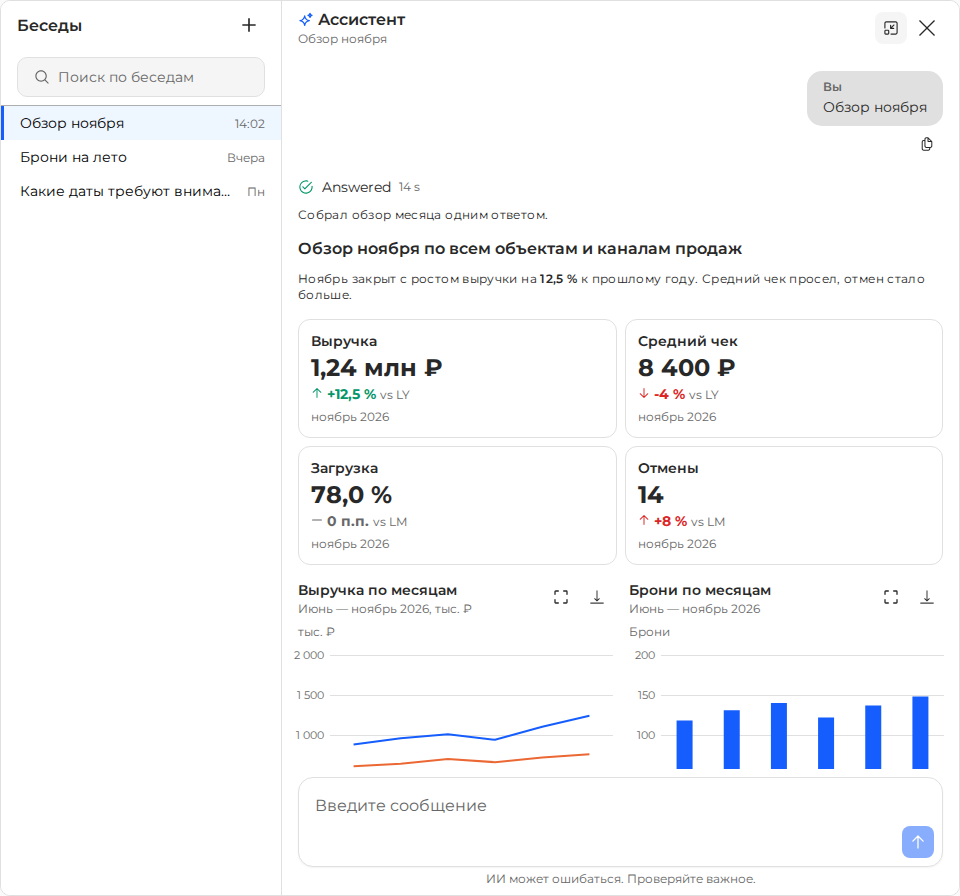 Беседы
Поиск по беседам
Обзор ноября 14:02
Брони на лето Вчера
Какие даты требуют внима... Пн
Ассистент
Обзор ноября
Вы
Обзор ноября
Answered 14 s
Собрал обзор месяца одним ответом.
Обзор ноября по всем объектам и каналам продаж
Ноябрь закрыт с ростом выручки на 12,5 % к прошлому году. Средний чек просел, отмен стало
больше.
Выручка
1,24 млн ₽
+12,5 % vs LY
ноябрь 2026
Средний чек
8 400 ₽
-4 % vs LY
ноябрь 2026
Загрузка
78,0 %
0 п.п. vs LM
ноябрь 2026
Отмены
14
+8 % vs LM
ноябрь 2026
Выручка по месяцам
Июнь — ноябрь 2026, тыс. ₽
тыс. ₽
2 000
1 500
1 000
Брони по месяцам
Июнь — ноябрь 2026
Брони
200
150
100
Введите сообщение
ИИ может ошибаться. Проверяйте важное.